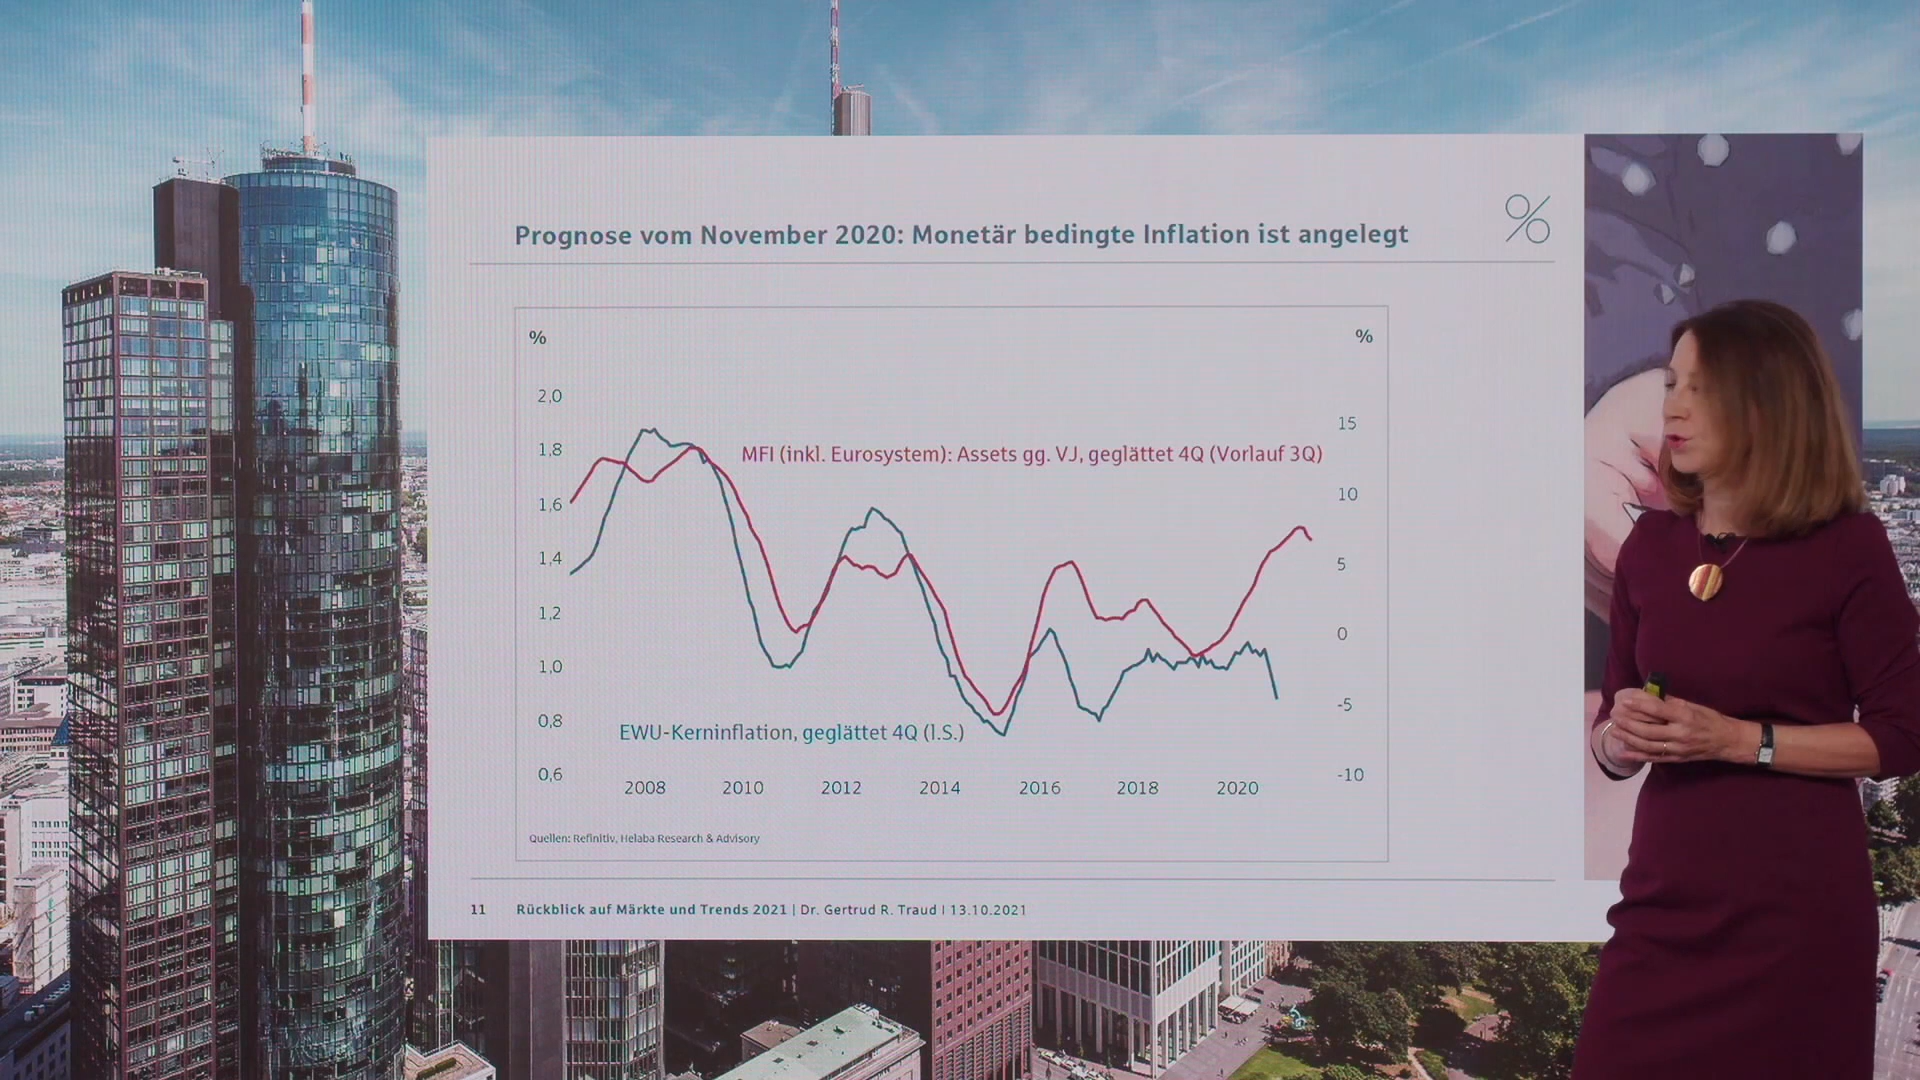 Prognose vom November 2020: Monetär bedingte Inflation ist angelegt
%
% %
2,0
15
1,8
MFI (inkl. Eurosystem): Assets gg. VJ, geglättet 4Q (Vorlauf 3Q)
1,6
10
1,4
5
1,2
0
1,0
-5
0,8
EWU-Kerninflation, geglättet 4Q (l.S.)
0,6
-10
2008 2010 2012 2014 2016 2018 2020
Quellen: Refinitiv, Helaba Research & Advisory
11 Rückblick auf Märkte und Trends 2021 | Dr. Gertrud R. Traud I 13.10.2021